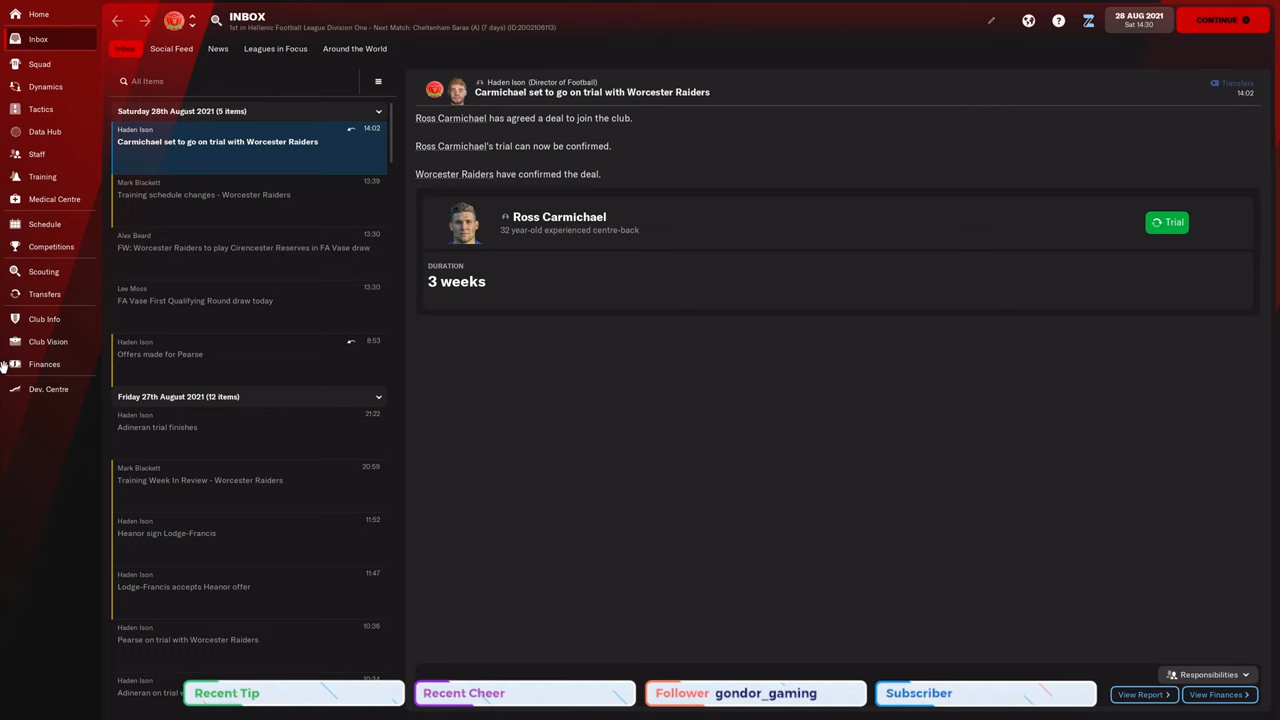 Home
Inbox
Squad
Dynamics
Tactics
Data Hub
Staff
Training
Medical Centre
Schedule
Competitions
Scouting
Transfers
Club Info
Club Vision
Finances
Dev. Centre
INBOX
1st in Hellenic Football League Division One - Next Match: Cheltenham Saras (A) (7 days) (ID:2002106113)
28 AUG 2021
Sat 14:30
CONTINUE
Inbox
Social Feed
News
Leagues in Focus
Around the World
All Items
Saturday 28th August 2021 (5 items)
Haden Ison
14:02
Carmichael set to go on trial with Worcester Raiders
Mark Blackett
13:39
Training schedule changes - Worcester Raiders
Alex Beard
13:30
FW: Worcester Raiders to play Cirencester Reserves in FA Vase draw
Lee Moss
13:30
FA Vase First Qualifying Round draw today
Haden Ison
8:53
Offers made for Pearse
Friday 27th August 2021 (12 items)
Haden Ison
21:22
Adineran trial finishes
Mark Blackett
20:59
Training Week In Review - Worcester Raiders
Haden Ison
11:52
Heanor sign Lodge-Francis
Haden Ison
11:47
Lodge-Francis accepts Heanor offer
Haden Ison
10:36
Pearse on trial with Worcester Raiders
Haden Ison
Adineran on trial
Haden Ison (Director of Football)
Carmichael set to go on trial with Worcester Raiders
Transfers
14:02
Ross Carmichael has agreed a deal to join the club.
Ross Carmichael's trial can now be confirmed.
Worcester Raiders have confirmed the deal.
Ross Carmichael
32 year-old experienced centre-back
Trial
DURATION
3 weeks
Responsibilities
View Report
View Finances
Recent Tip
Recent Cheer
Follower gondor_gaming
Subscriber